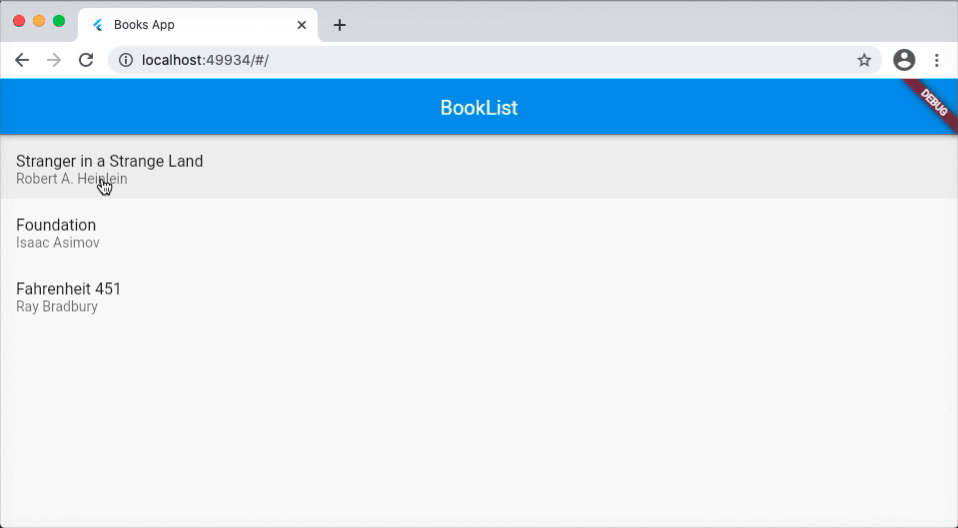 Books App
localhost:49934/#/
BookList
DEBUG
Stranger in a Strange Land
Robert A. Heinlein
Foundation
Isaac Asimov
Fahrenheit 451
Ray Bradbury